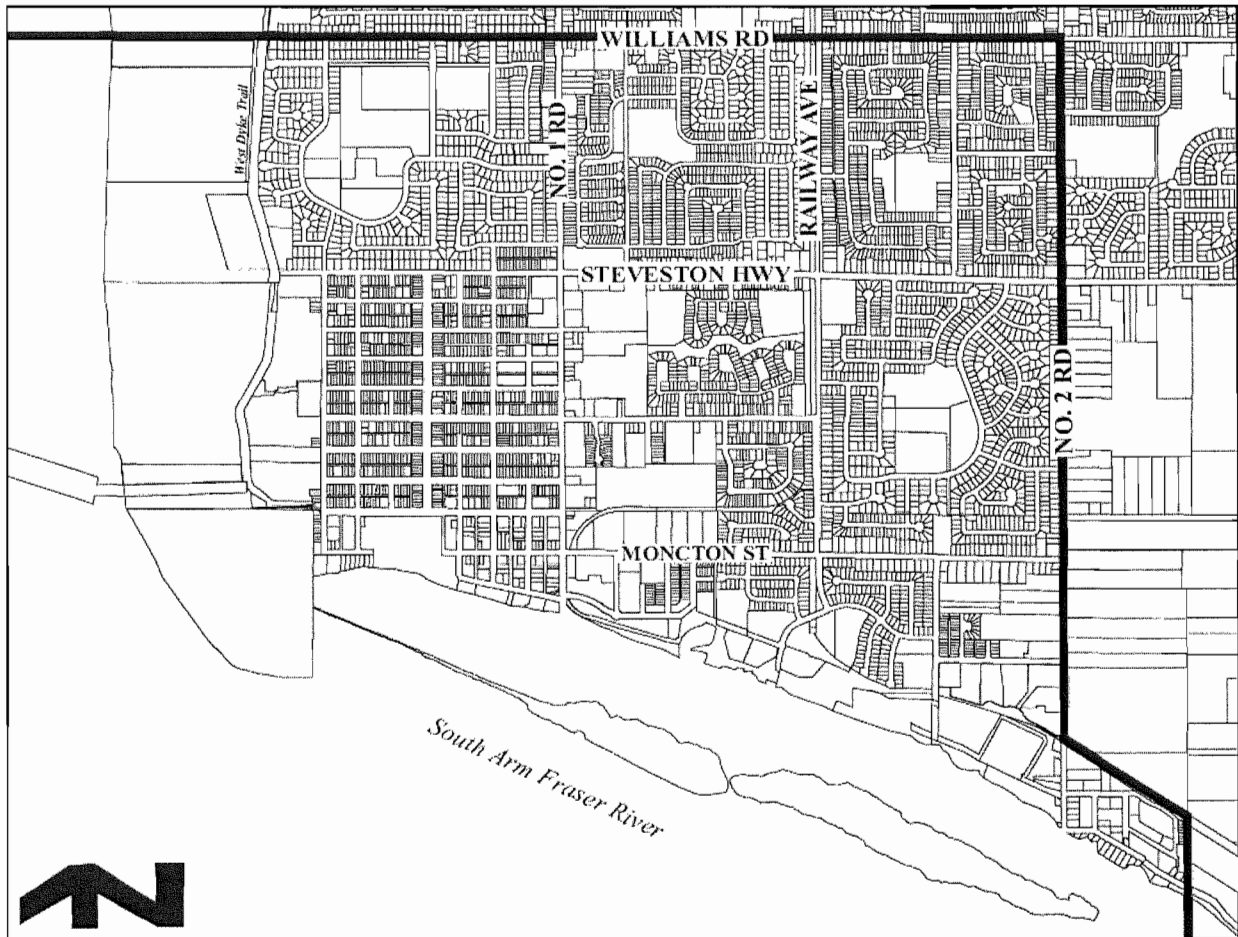 WILLIAMS RD
West Dyke Trail
NO. 1 RD
RAILWAY AVE
STEVESTON HWY
NO. 2 RD
MONCTON ST
South Arm Fraser River
N